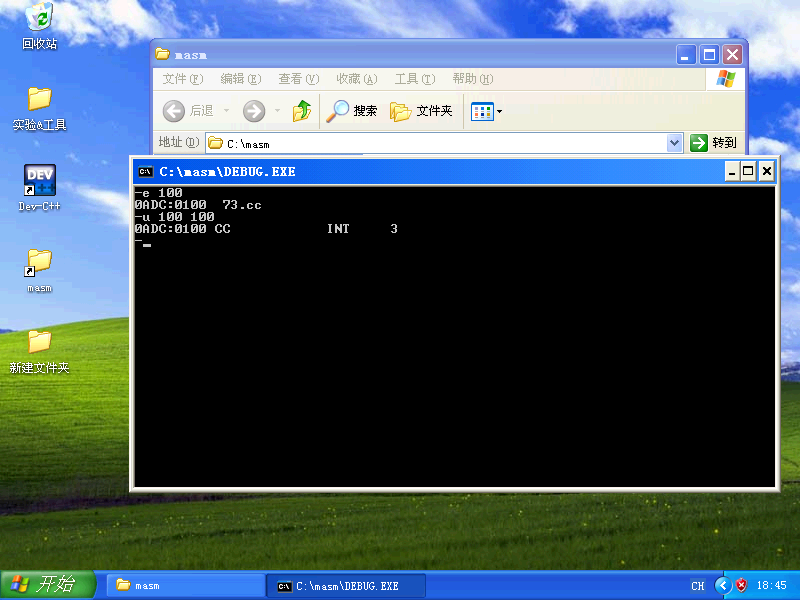 回收站
实验&工具
DEV
Dev-C++
masm
新建文件夹
masm
文件(F) 编辑(E) 查看(V) 收藏(A) 工具(T) 帮助(H)
后退 搜索 文件夹
地址(D) C:\masm 转到
C:\masm\DEBUG.EXE
-e 100
0ADC:0100  73.cc
-u 100 100
0ADC:0100 CC            INT     3
-_
开始 masm C:\masm\DEBUG.EXE CH 18:45